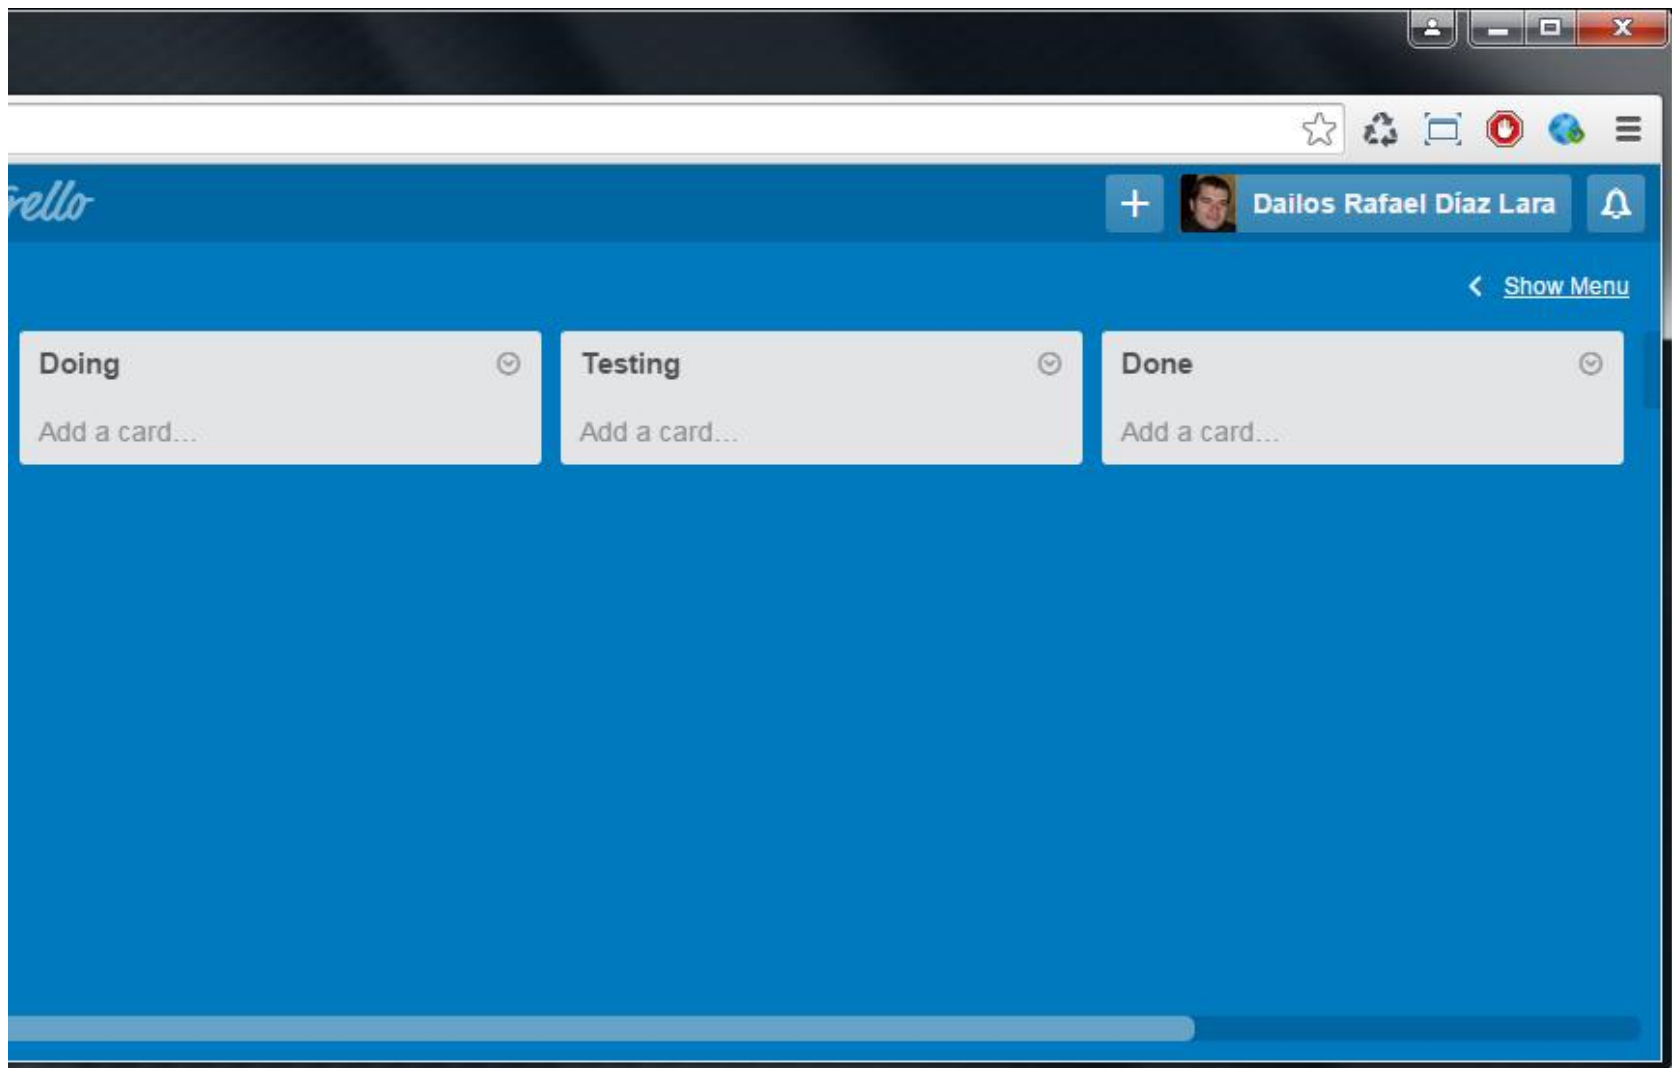 rello
Dailos Rafael Díaz Lara
Show Menu
Doing
Add a card...
Testing
Add a card...
Done
Add a card...